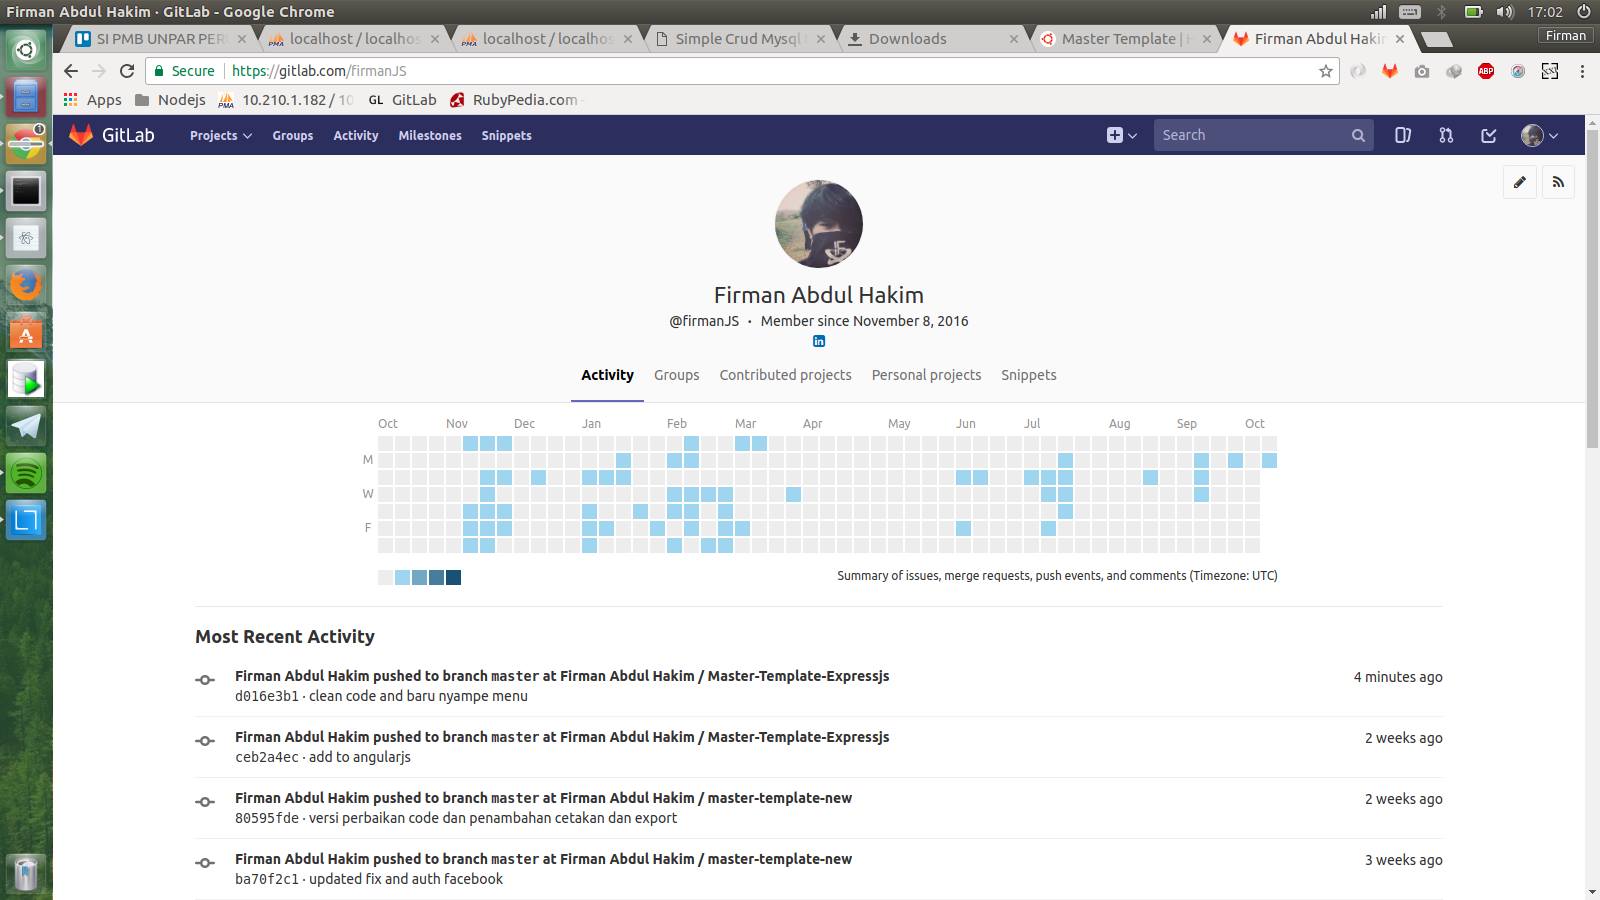 Firman Abdul Hakim · GitLab - Google Chrome
17:02
SI PMB UNPAR PER
localhost / localhos
localhost / localhos
Simple Crud Mysql
Downloads
Master Template |
Firman Abdul Hakim
Firman
Secure
https://gitlab.com/firmanJS
ABP
Apps
Nodejs
PMA
10.210.1.182 / 10
GL
GitLab
RubyPedia.com
GitLab
Projects
Groups
Activity
Milestones
Snippets
Search
Firman Abdul Hakim
@firmanJS · Member since November 8, 2016
in
Activity
Groups
Contributed projects
Personal projects
Snippets
Oct Nov Dec Jan Feb Mar Apr May Jun Jul Aug Sep Oct
M
W
F
Summary of issues, merge requests, push events, and comments (Timezone: UTC)
Most Recent Activity
Firman Abdul Hakim pushed to branch master at Firman Abdul Hakim / Master-Template-Expressjs
4 minutes ago
d016e3b1 · clean code and baru nyampe menu
Firman Abdul Hakim pushed to branch master at Firman Abdul Hakim / Master-Template-Expressjs
2 weeks ago
ceb2a4ec · add to angularjs
Firman Abdul Hakim pushed to branch master at Firman Abdul Hakim / master-template-new
2 weeks ago
80595fde · versi perbaikan code dan penambahan cetakan dan export
Firman Abdul Hakim pushed to branch master at Firman Abdul Hakim / master-template-new
3 weeks ago
ba70f2c1 · updated fix and auth facebook